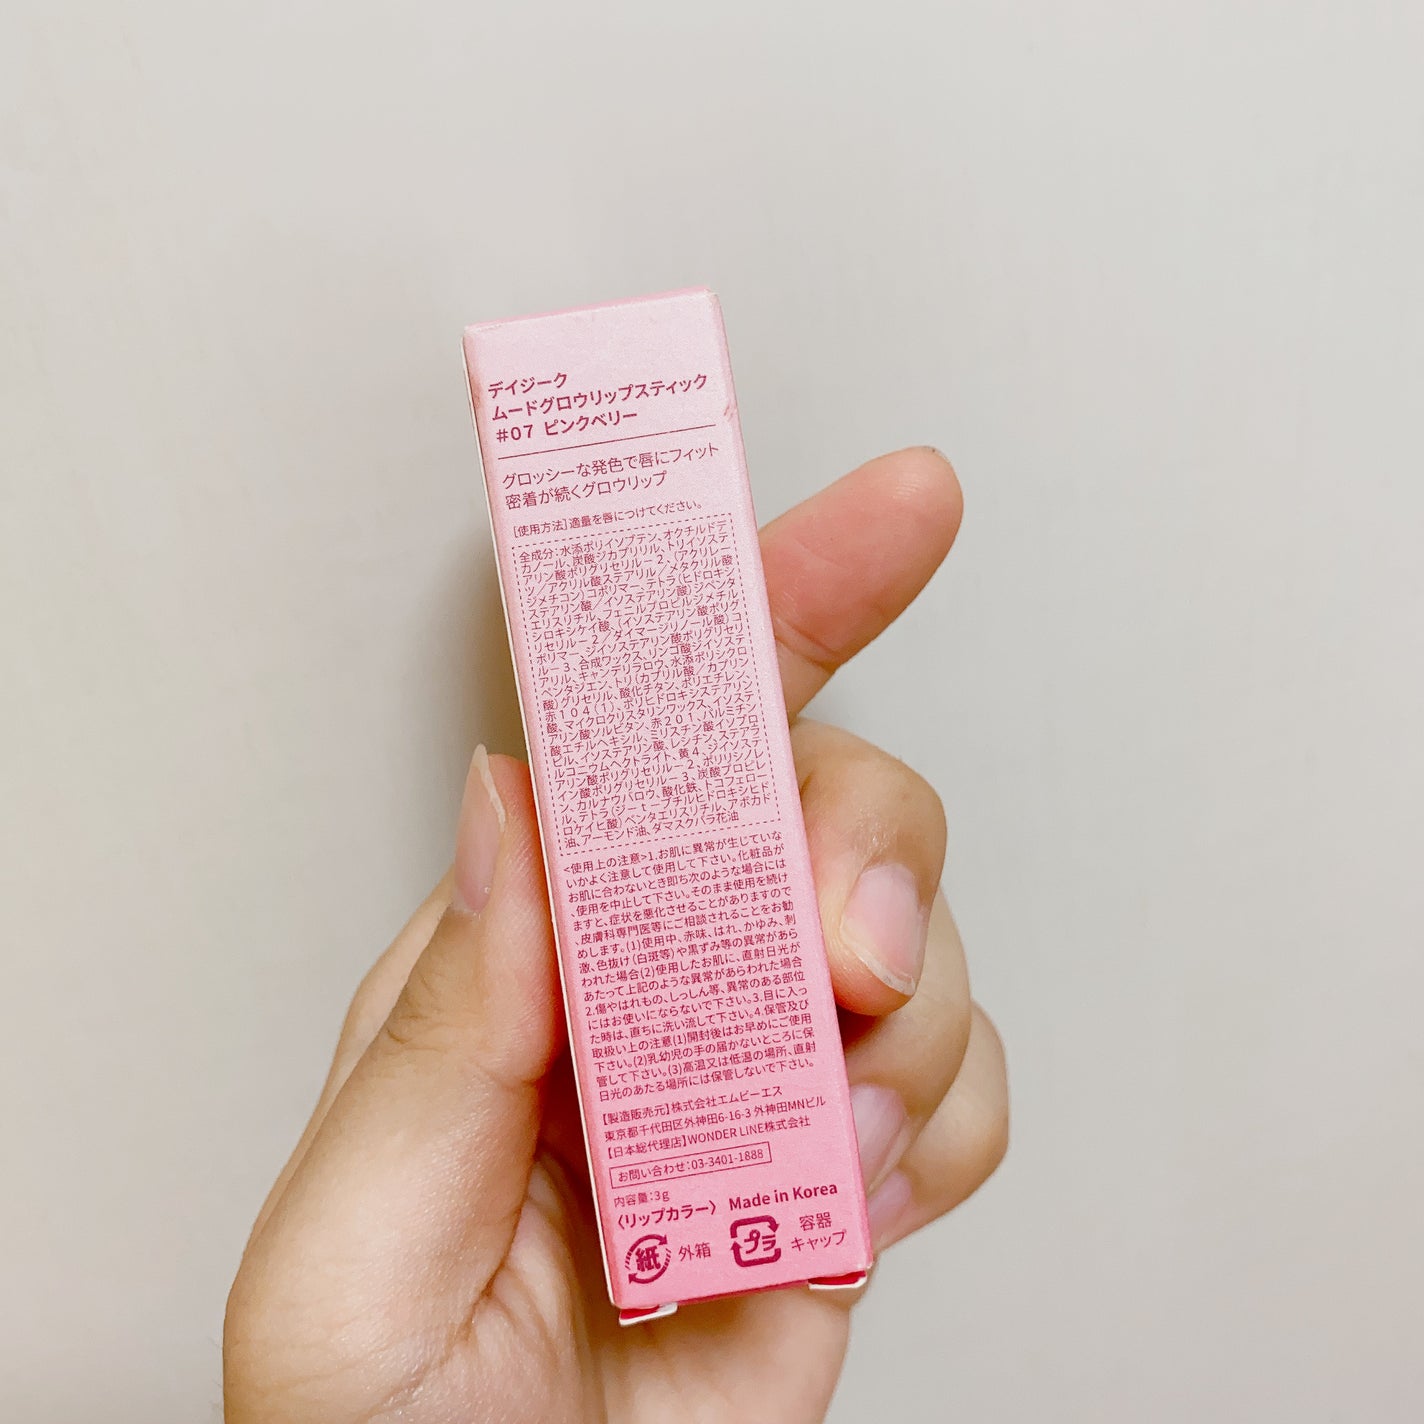 デイジーク
ムードグロウリップスティック
#07 ピンクベリー
グロッシーな発色で唇にフィット
密着が続くグロウリップ
[使用方法]適量を唇につけてください。
全成分:水添ポリイソブテン、オクチルドデ
カノール、炭酸ジカプリリル、トリイソステ
アリン酸ポリグリセリル－2、(アクリレー
ツ／アクリル酸ステアリル／メタクリル酸
ジメチコン)コポリマー、テトラ(ヒドロキシ
ステアリン酸／イソステアリン酸)ジペンタ
エリスリチル、フェニルプロピルジメチル
シロキシケイ酸、(イソステアリン酸ポリグ
リセリル－2／ダイマージリノール酸)コ
ポリマー、ジイソステアリン酸ポリグリセリ
ル－3、合成ワックス、リンゴ酸ジイソステ
アリル、キャンデリラロウ、水添ポリシクロ
ペンタジエン、トリ(カプリル酸／カプリン
酸)グリセリル、酸化チタン、ポリエチレン、
赤104(1)、ポリヒドロキシステアリン
酸、マイクロクリスタリンワックス、イソステ
アリン酸ソルビタン、赤201、パルミチン
酸エチルヘキシル、ミリスチン酸イソプロ
ピル、イソステアリン酸、レシチン、ステアラ
ルコニウムヘクトライト、黄4、ジイソステ
アリン酸ポリグリセリル－2、ポリリシノレ
イン酸ポリグリセリル－3、炭酸プロピレ
ン、カルナウバロウ、酸化鉄、トコフェロー
ル、テトラ(ジーｔーブチルヒドロキシヒド
ロケイヒ酸)ペンタエリスリチル、アボカド
油、アーモンド油、ダマスクバラ花油
<使用上の注意>1.お肌に異常が生じていな
いかよく注意して使用して下さい。化粧品が
お肌に合わないとき即ち次のような場合には
、使用を中止して下さい。そのまま使用を続け
ますと、症状を悪化させることがありますので
、皮膚科専門医等にご相談されることをお勧
めします。(1)使用中、赤味、はれ、かゆみ、刺
激、色抜け(白斑等)や黒ずみ等の異常があら
われた場合(2)使用したお肌に、直射日光が
あたって上記のような異常があらわれた場合
2.傷やはれもの、しっしん等、異常のある部位
にはお使いにならないで下さい。3.目に入っ
た時は、直ちに洗い流して下さい。4.保管及び
取扱い上の注意(1)開封後はお早めにご使用
下さい。(2)乳幼児の手の届かないところに保
管して下さい。(3)高温又は低温の場所、直射
日光のあたる場所には保管しないで下さい。
【製造販売元】株式会社エムビーエス
東京都千代田区外神田6-16-3 外神田MNビル
【日本総代理店】WONDER LINE株式会社
お問い合わせ:03-3401-1888
内容量:3g
〈リップカラー〉 Made in Korea
紙 外箱 プラ 容器
キャップ